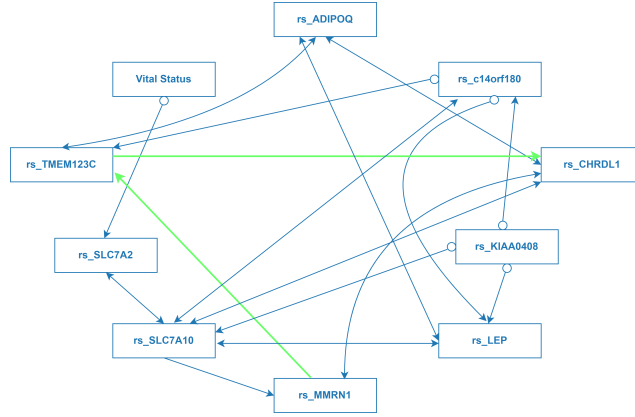 rs_ADIPOQ
Vital Status
rs_c14orf180
rs_TMEM123C
rs_CHRDL1
rs_KIAA0408
rs_SLC7A2
rs_SLC7A10
rs_LEP
rs_MMRN1